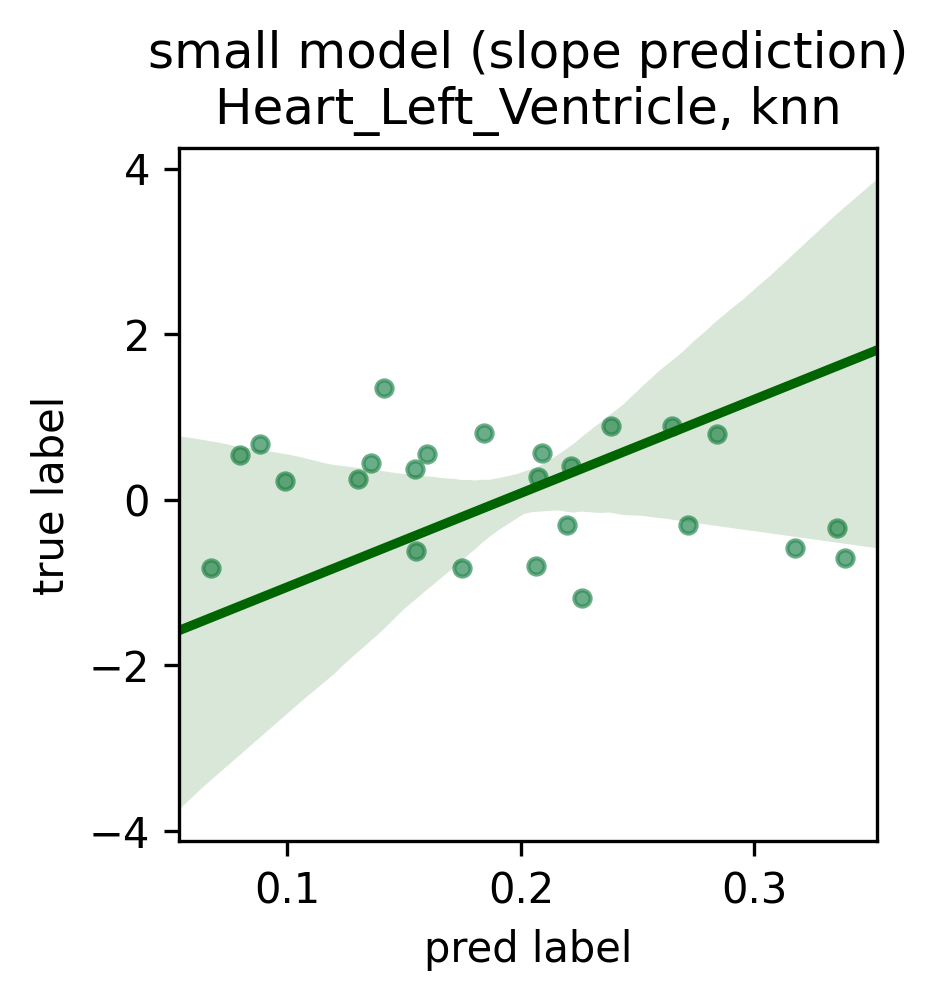 small model (slope prediction)
Heart_Left_Ventricle, knn
4
2
0
−2
−4
true label
0.1
0.2
0.3
pred label